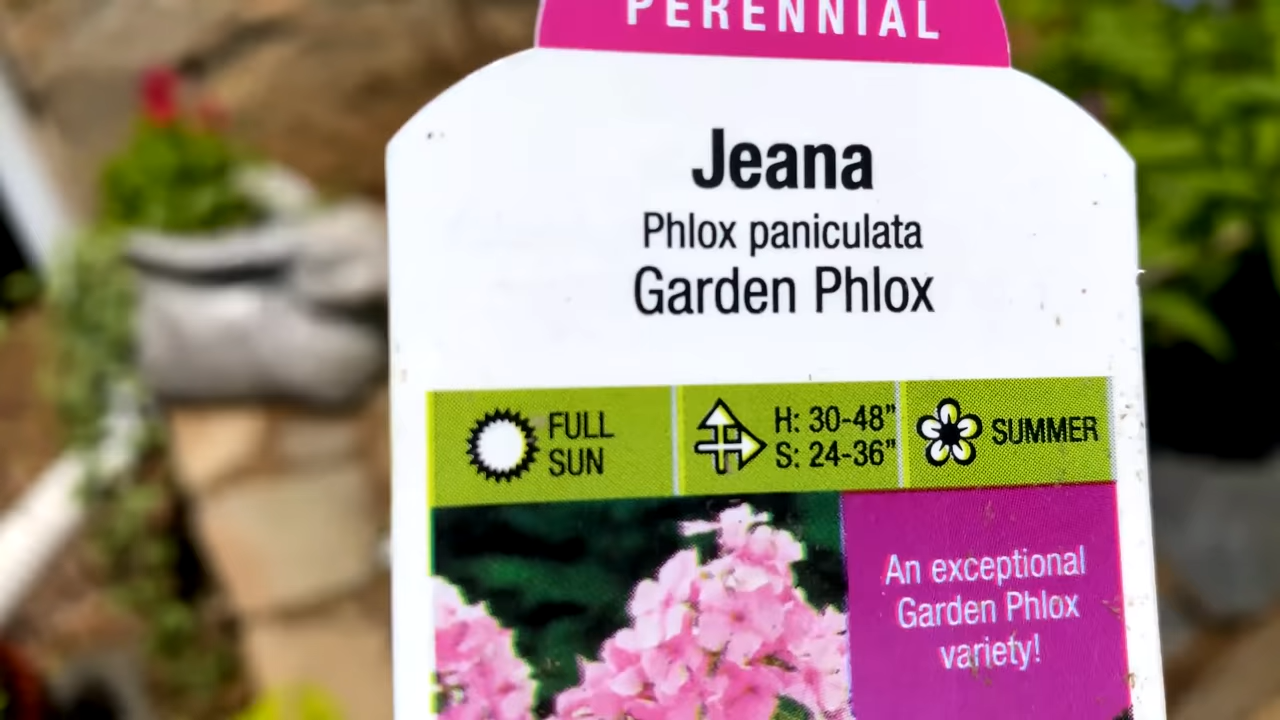 PERENNIAL
Jeana
Phlox paniculata
Garden Phlox
FULL
SUN
H: 30-48"
S: 24-36"
SUMMER
An exceptional
Garden Phlox
variety!